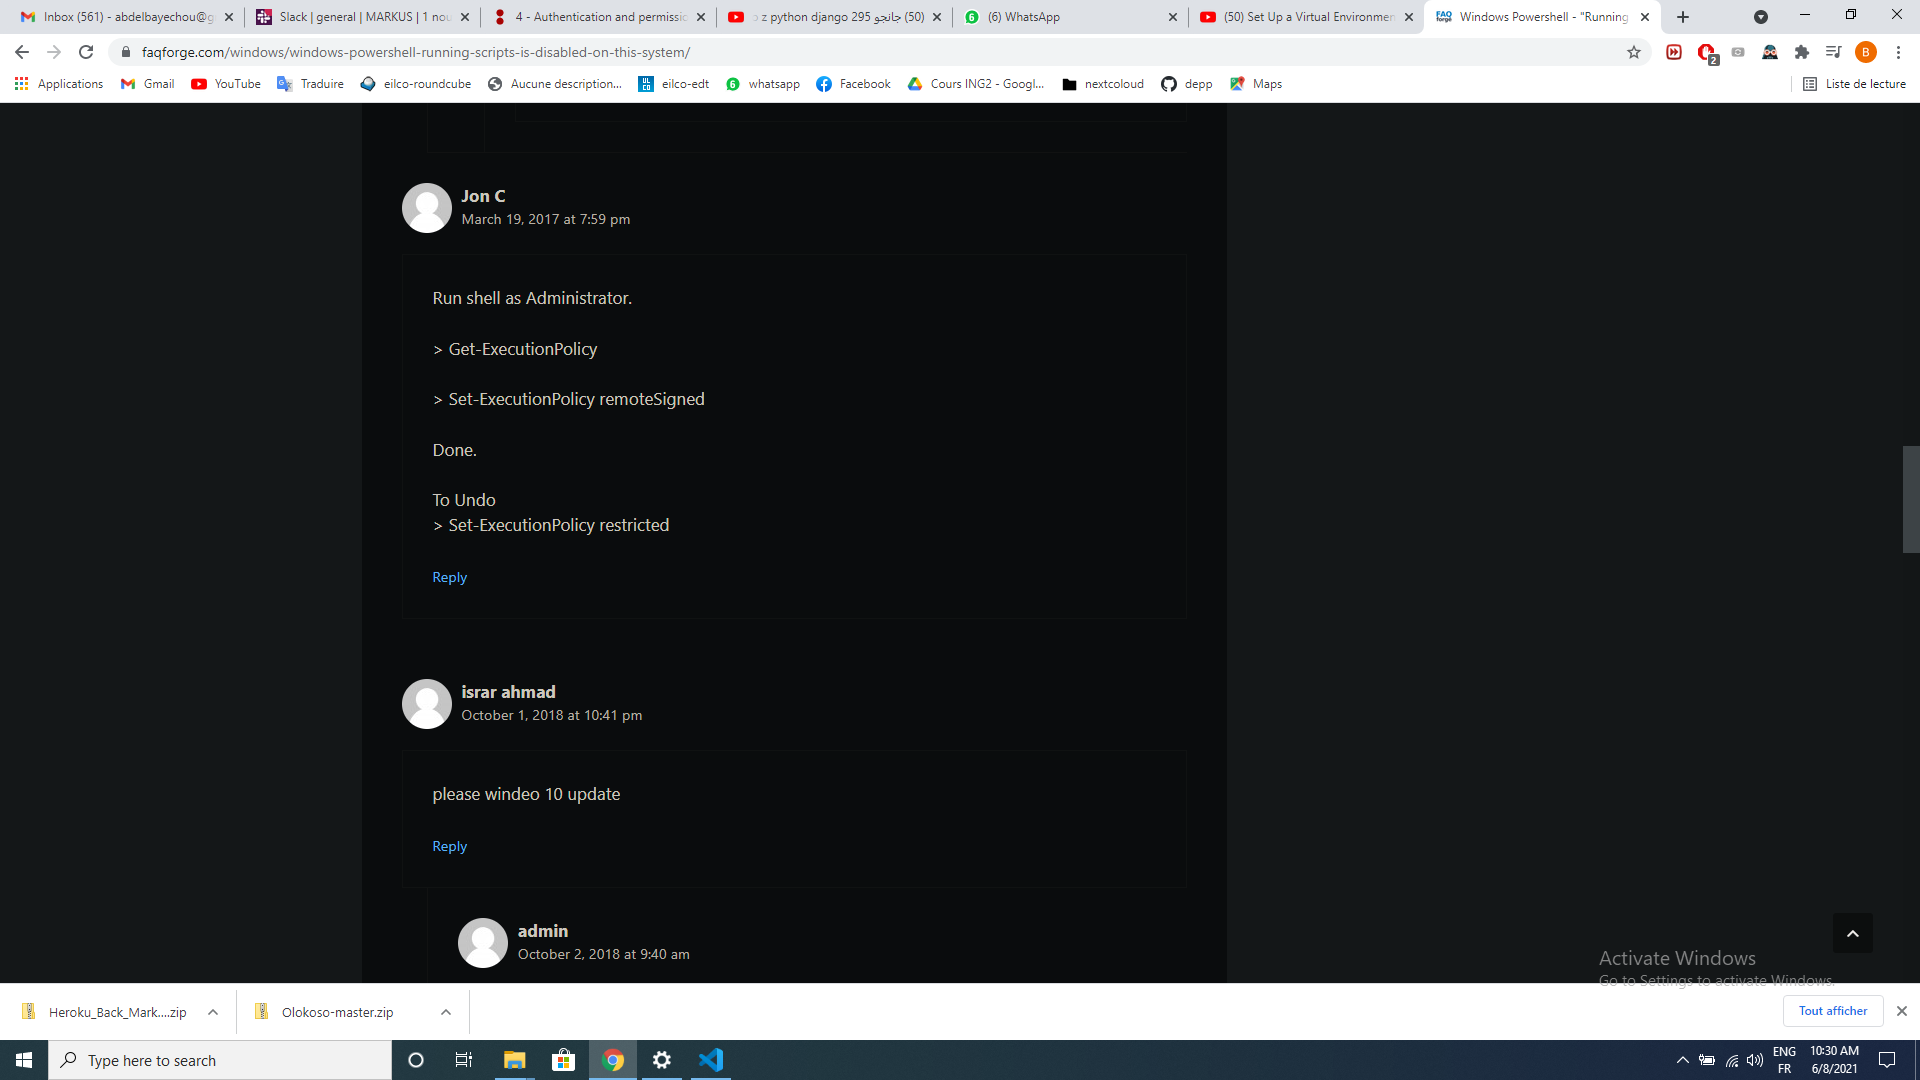 Inbox (561) - abdelbayechou@g
Slack | general | MARKUS | 1 nou
4 - Authentication and permissio
(50) 295 جانجو z python django
(6) WhatsApp
(50) Set Up a Virtual Environmen
FAQ forge
Windows Powershell - "Running
faqforge.com/windows/windows-powershell-running-scripts-is-disabled-on-this-system/
2
B
Applications
Gmail
YouTube
Traduire
eilco-roundcube
Aucune description...
eilco-edt
whatsapp
Facebook
Cours ING2 - Googl...
nextcloud
depp
Maps
Liste de lecture
Jon C
March 19, 2017 at 7:59 pm
Run shell as Administrator.
> Get-ExecutionPolicy
> Set-ExecutionPolicy remoteSigned
Done.
To Undo
> Set-ExecutionPolicy restricted
Reply
israr ahmad
October 1, 2018 at 10:41 pm
please windeo 10 update
Reply
admin
October 2, 2018 at 9:40 am
Activate Windows
Go to Settings to activate Windows.
Heroku_Back_Mark....zip
Olokoso-master.zip
Tout afficher
Type here to search
ENG
FR
10:30 AM
6/8/2021